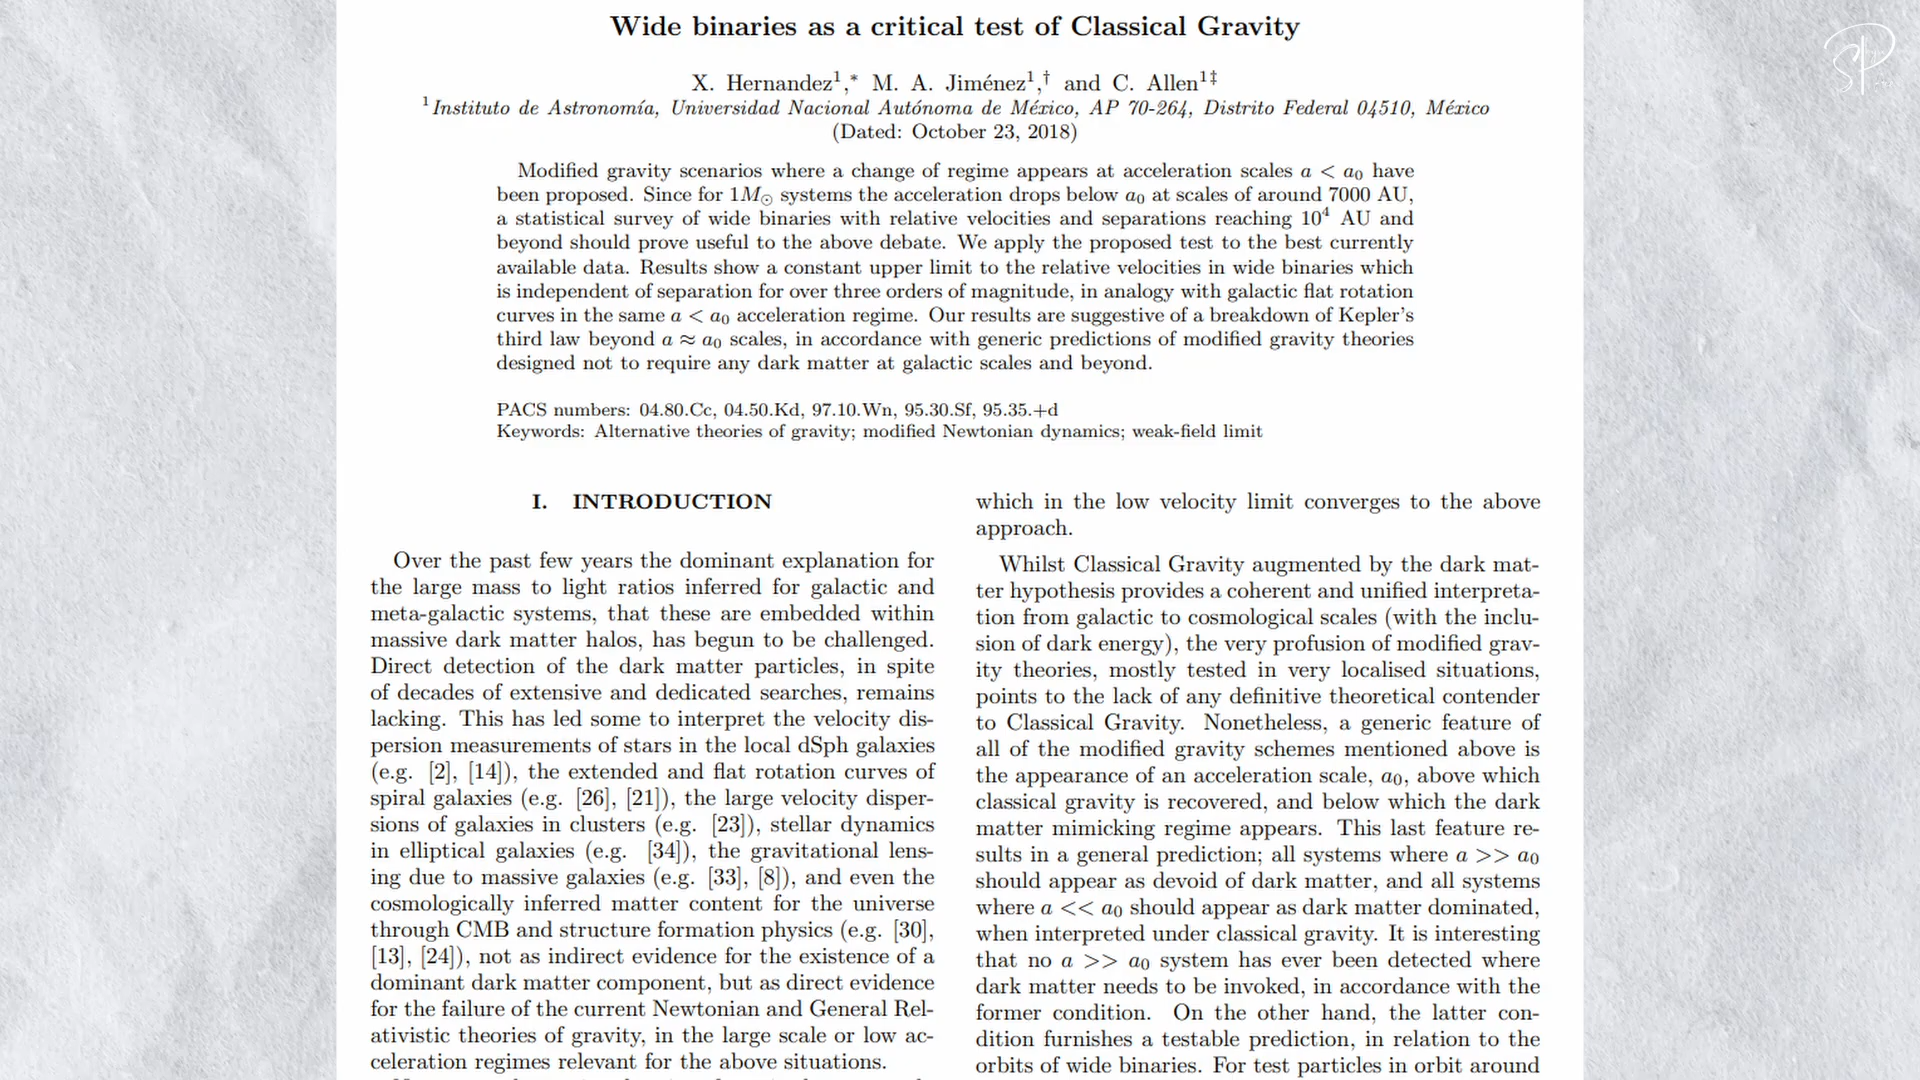 Wide binaries as a critical test of Classical Gravity
X. Hernandez¹,* M. A. Jiménez¹,† and C. Allen¹‡
¹Instituto de Astronomía, Universidad Nacional Autónoma de México, AP 70-264, Distrito Federal 04510, México
(Dated: October 23, 2018)
Modified gravity scenarios where a change of regime appears at acceleration scales a < a₀ have
been proposed. Since for 1M☉ systems the acceleration drops below a₀ at scales of around 7000 AU,
a statistical survey of wide binaries with relative velocities and separations reaching 10⁴ AU and
beyond should prove useful to the above debate. We apply the proposed test to the best currently
available data. Results show a constant upper limit to the relative velocities in wide binaries which
is independent of separation for over three orders of magnitude, in analogy with galactic flat rotation
curves in the same a < a₀ acceleration regime. Our results are suggestive of a breakdown of Kepler's
third law beyond a ≈ a₀ scales, in accordance with generic predictions of modified gravity theories
designed not to require any dark matter at galactic scales and beyond.
PACS numbers: 04.80.Cc, 04.50.Kd, 97.10.Wn, 95.30.Sf, 95.35.+d
Keywords: Alternative theories of gravity; modified Newtonian dynamics; weak-field limit
I. INTRODUCTION
Over the past few years the dominant explanation for
the large mass to light ratios inferred for galactic and
meta-galactic systems, that these are embedded within
massive dark matter halos, has begun to be challenged.
Direct detection of the dark matter particles, in spite
of decades of extensive and dedicated searches, remains
lacking. This has led some to interpret the velocity dis-
persion measurements of stars in the local dSph galaxies
(e.g. [2], [14]), the extended and flat rotation curves of
spiral galaxies (e.g. [26], [21]), the large velocity disper-
sions of galaxies in clusters (e.g. [23]), stellar dynamics
in elliptical galaxies (e.g. [34]), the gravitational lens-
ing due to massive galaxies (e.g. [33], [8]), and even the
cosmologically inferred matter content for the universe
through CMB and structure formation physics (e.g. [30],
[13], [24]), not as indirect evidence for the existence of a
dominant dark matter component, but as direct evidence
for the failure of the current Newtonian and General Rel-
ativistic theories of gravity, in the large scale or low ac-
celeration regimes relevant for the above situations.
which in the low velocity limit converges to the above
approach.
Whilst Classical Gravity augmented by the dark mat-
ter hypothesis provides a coherent and unified interpreta-
tion from galactic to cosmological scales (with the inclu-
sion of dark energy), the very profusion of modified grav-
ity theories, mostly tested in very localised situations,
points to the lack of any definitive theoretical contender
to Classical Gravity. Nonetheless, a generic feature of
all of the modified gravity schemes mentioned above is
the appearance of an acceleration scale, a₀, above which
classical gravity is recovered, and below which the dark
matter mimicking regime appears. This last feature re-
sults in a general prediction; all systems where a >> a₀
should appear as devoid of dark matter, and all systems
where a << a₀ should appear as dark matter dominated,
when interpreted under classical gravity. It is interesting
that no a >> a₀ system has ever been detected where
dark matter needs to be invoked, in accordance with the
former condition. On the other hand, the latter con-
dition furnishes a testable prediction, in relation to the
orbits of wide binaries. For test particles in orbit around